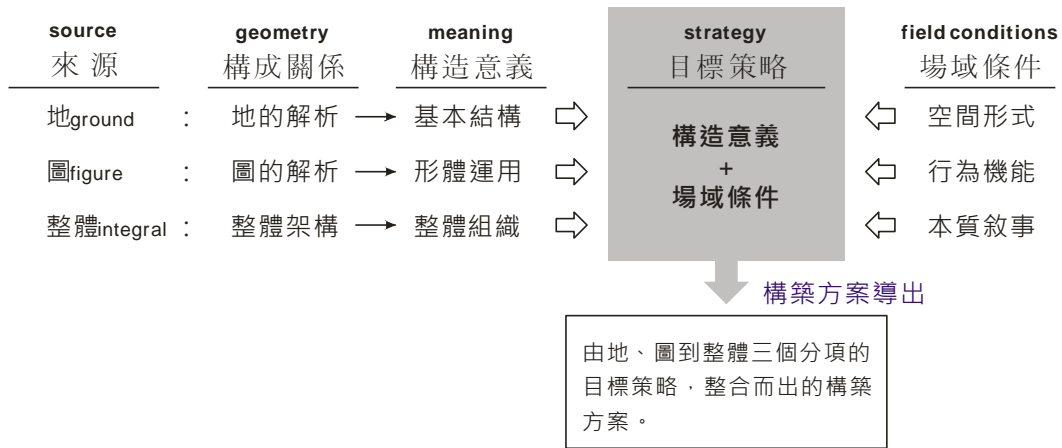 source geometry meaning strategy field conditions
來源 構成關係 構造意義 目標策略 場域條件
地ground : 地的解析 基本結構 空間形式
構造意義
圖figure : 圖的解析 形體運用 + 行為機能
場域條件
整體integral : 整體架構 整體組織 本質敘事
構築方案導出
由地、圖到整體三個分項的
目標策略，整合而出的構築
方案。